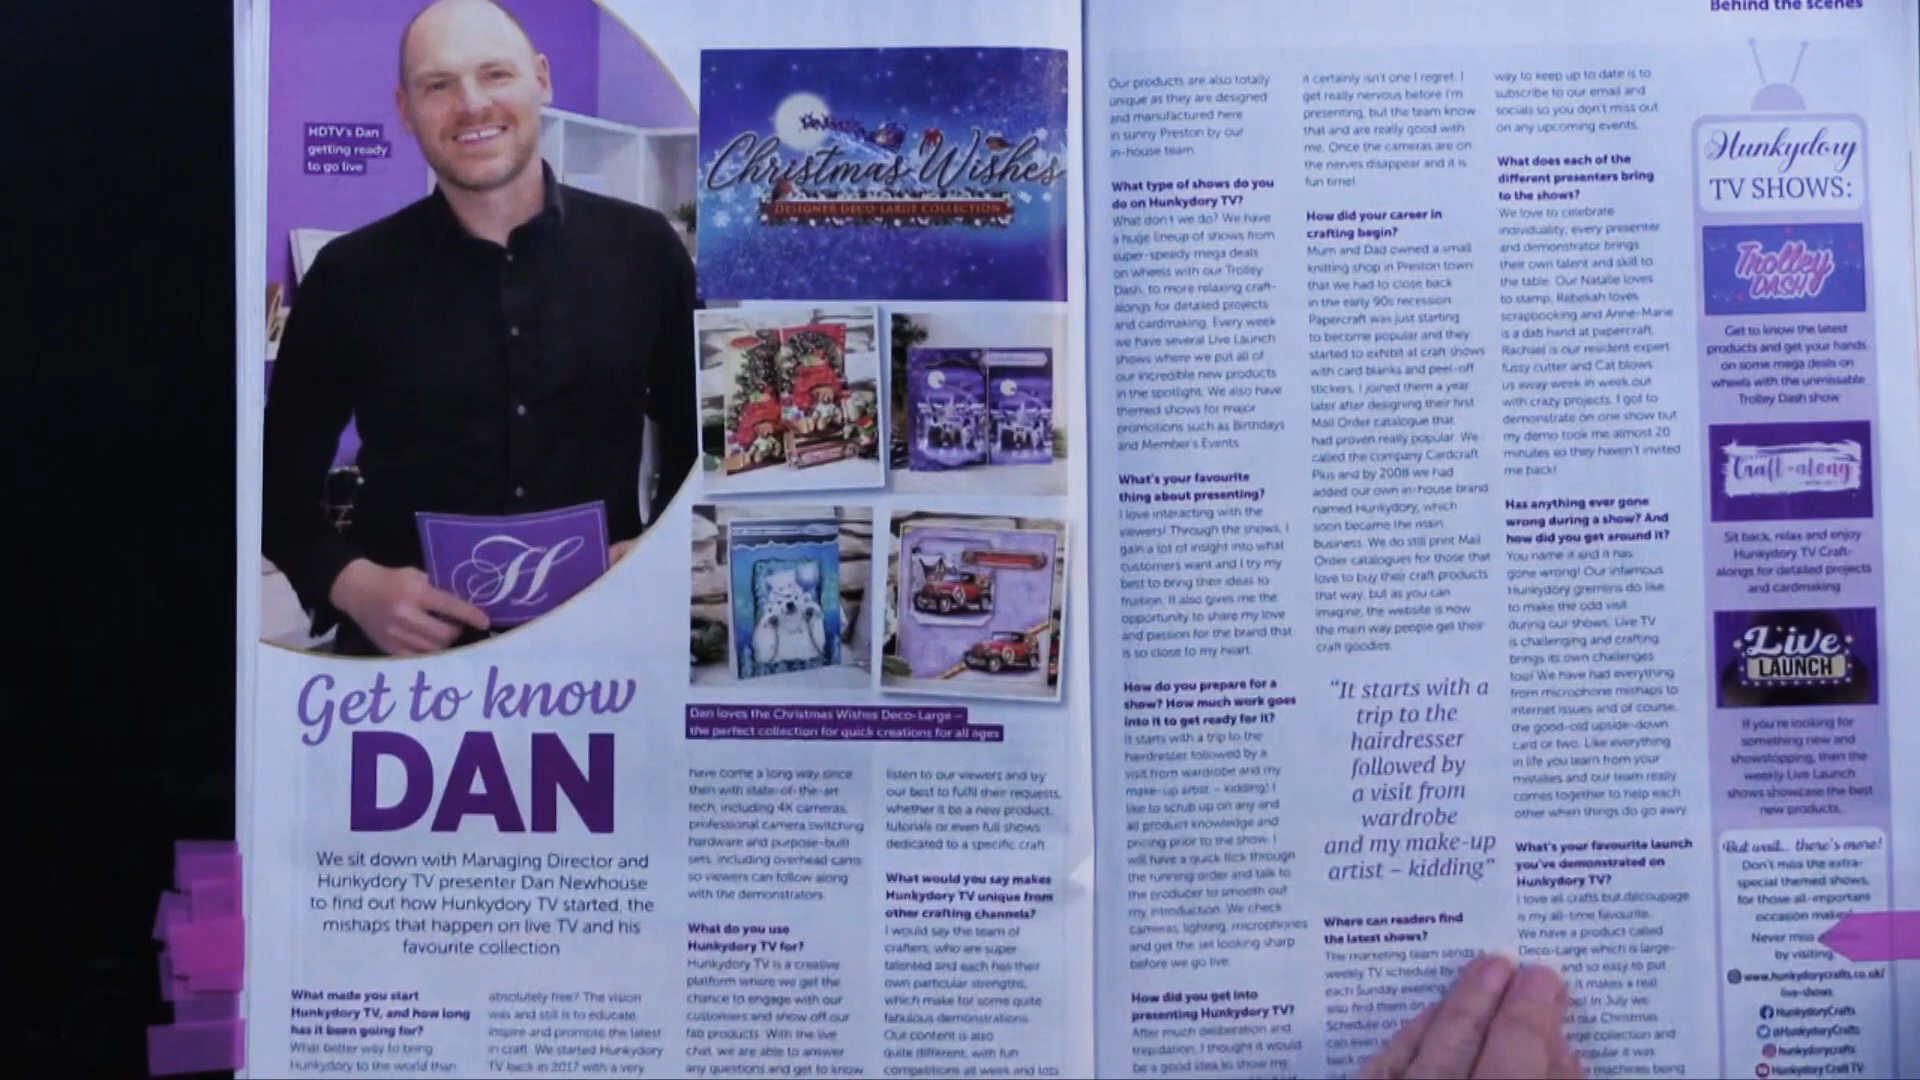 HDTV's Dan
getting ready
to go live
H
Get to know
DAN
We sit down with Managing Director and
Hunkydory TV presenter Dan Newhouse
to find out how Hunkydory TV started, the
mishaps that happen on live TV and his
favourite collection
What made you start
Hunkydory TV, and how long
has it been going for?
What better way to bring
Hunkydory to the world than
absolutely free? The vision
was and still is to educate,
inspire and promote the latest
in craft. We started Hunkydory
TV back in 2017 with a very
Christmas Wishes
DESIGNER DECO-LARGE COLLECTION
Dan loves the Christmas Wishes Deco-Large –
the perfect collection for quick creations for all ages
have come a long way since
then with state-of-the-art
tech, including 4K cameras,
professional camera switching
hardware and purpose-built
sets, including overhead cams
so viewers can follow along
with the demonstrators.
What do you use
Hunkydory TV for?
Hunkydory TV is a creative
platform where we get the
chance to engage with our
customers and show off our
fab products. With the live
chat, we are able to answer
any questions and get to know
listen to our viewers and try
our best to fulfil their requests,
whether it be a new product,
tutorials or even full shows
dedicated to a specific craft.
What would you say makes
Hunkydory TV unique from
other crafting channels?
I would say the team of
crafters, who are super
talented and each has their
own particular strengths,
which make for some quite
fabulous demonstrations.
Our content is also
quite different, with fun
competitions all week and lots
Behind the scenes
Our products are also totally
unique as they are designed
and manufactured here
in sunny Preston by our
in-house team.
What type of shows do you
do on Hunkydory TV?
What don't we do? We have
a huge lineup of shows from
super-speedy mega deals
on wheels with our Trolley
Dash, to more relaxing craft-
alongs for detailed projects
and cardmaking. Every week
we have several Live Launch
shows where we put all of
our incredible new products
in the spotlight. We also have
themed shows for major
promotions such as Birthdays
and Member's Events.
What's your favourite
thing about presenting?
I love interacting with the
viewers! Through the shows, I
gain a lot of insight into what
customers want and I try my
best to bring their ideas to
fruition. It also gives me the
opportunity to share my love
and passion for the brand that
is so close to my heart.
How do you prepare for a
show? How much work goes
into it to get ready for it?
It starts with a trip to the
hairdresser followed by a
visit from wardrobe and my
make-up artist – kidding! I
like to scrub up on any and
all product knowledge and
pricing prior to the show. I
will have a quick flick through
the running order and talk to
the producer to smooth out
my introduction. We check
cameras, lighting, microphones
and get the set looking sharp
before we go live.
How did you get into
presenting Hunkydory TV?
After much deliberation and
trepidation, I thought it would
be a good idea to show my
it certainly isn't one I regret. I
get really nervous before I'm
presenting, but the team know
that and are really good with
me. Once the cameras are on
the nerves disappear and it is
fun time!
How did your career in
crafting begin?
Mum and Dad owned a small
knitting shop in Preston town
that we had to close back
in the early 90s recession.
Papercraft was just starting
to become popular and they
started to exhibit at craft shows
with card blanks and peel-off
stickers. I joined them a year
later after designing their first
Mail Order catalogue that
had proven really popular. We
called the company Cardcraft
Plus and by 2008 we had
added our own in-house brand
named Hunkydory, which
soon became the main
business. We do still print Mail
Order catalogues for those that
love to buy their craft products
that way, but as you can
imagine, the website is now
the main way people get their
craft goodies.
"It starts with a
trip to the
hairdresser
followed by
a visit from
wardrobe
and my make-up
artist – kidding"
Where can readers find
the latest shows?
The marketing team sends a
weekly TV schedule by
each Sunday evening,
also find them on
Schedule on
can even
back
way to keep up to date is to
subscribe to our email and
socials so you don't miss out
on any upcoming events.
What does each of the
different presenters bring
to the shows?
We love to celebrate
individuality, every presenter
and demonstrator brings
their own talent and skill to
the table. Our Natalie loves
to stamp, Rebekah loves
scrapbooking and Anne-Marie
is a dab hand at papercraft.
Rachael is our resident expert
fussy cutter and Cat blows
us away week in week out
with crazy projects. I got to
demonstrate on one show but
my demo took me almost 20
minutes so they haven't invited
me back!
Has anything ever gone
wrong during a show? And
how did you get around it?
You name it and it has
gone wrong! Our infamous
Hunkydory gremlins do like
to make the odd visit
during our shows. Live TV
is challenging and crafting
brings its own challenges
too! We have had everything
from microphone mishaps to
internet issues and of course,
the good-old upside-down
card or two. Like everything
in life you learn from your
mistakes and our team really
comes together to help each
other when things do go awry.
What's your favourite launch
you've demonstrated on
Hunkydory TV?
I love all crafts but decoupage
is my all-time favourite.
We have a product called
Deco-Large which is large-
and so easy to put
It makes a real
In July we
our Christmas
collection and
popular it was
machines being
Hunkydory
TV SHOWS:
Trolley
DASH
Get to know the latest
products and get your hands
on some mega deals on
wheels with the unmissable
Trolley Dash show
Craft-along
Sit back, relax and enjoy
Hunkydory TV Craft-
alongs for detailed projects
and cardmaking
Live
LAUNCH
If you're looking for
something new and
showstopping, then the
weekly Live Launch
shows showcase the best
new products.
But wait... there's more!
Don't miss the extra-
special themed shows,
for those all-important
occasion makes!
Never miss a
by visiting:
www.hunkydorycrafts.co.uk/
live-shows
HunkydoryCrafts
@HunkydoryCrafts
hunkydorycrafts
Hunkydory Craft TV